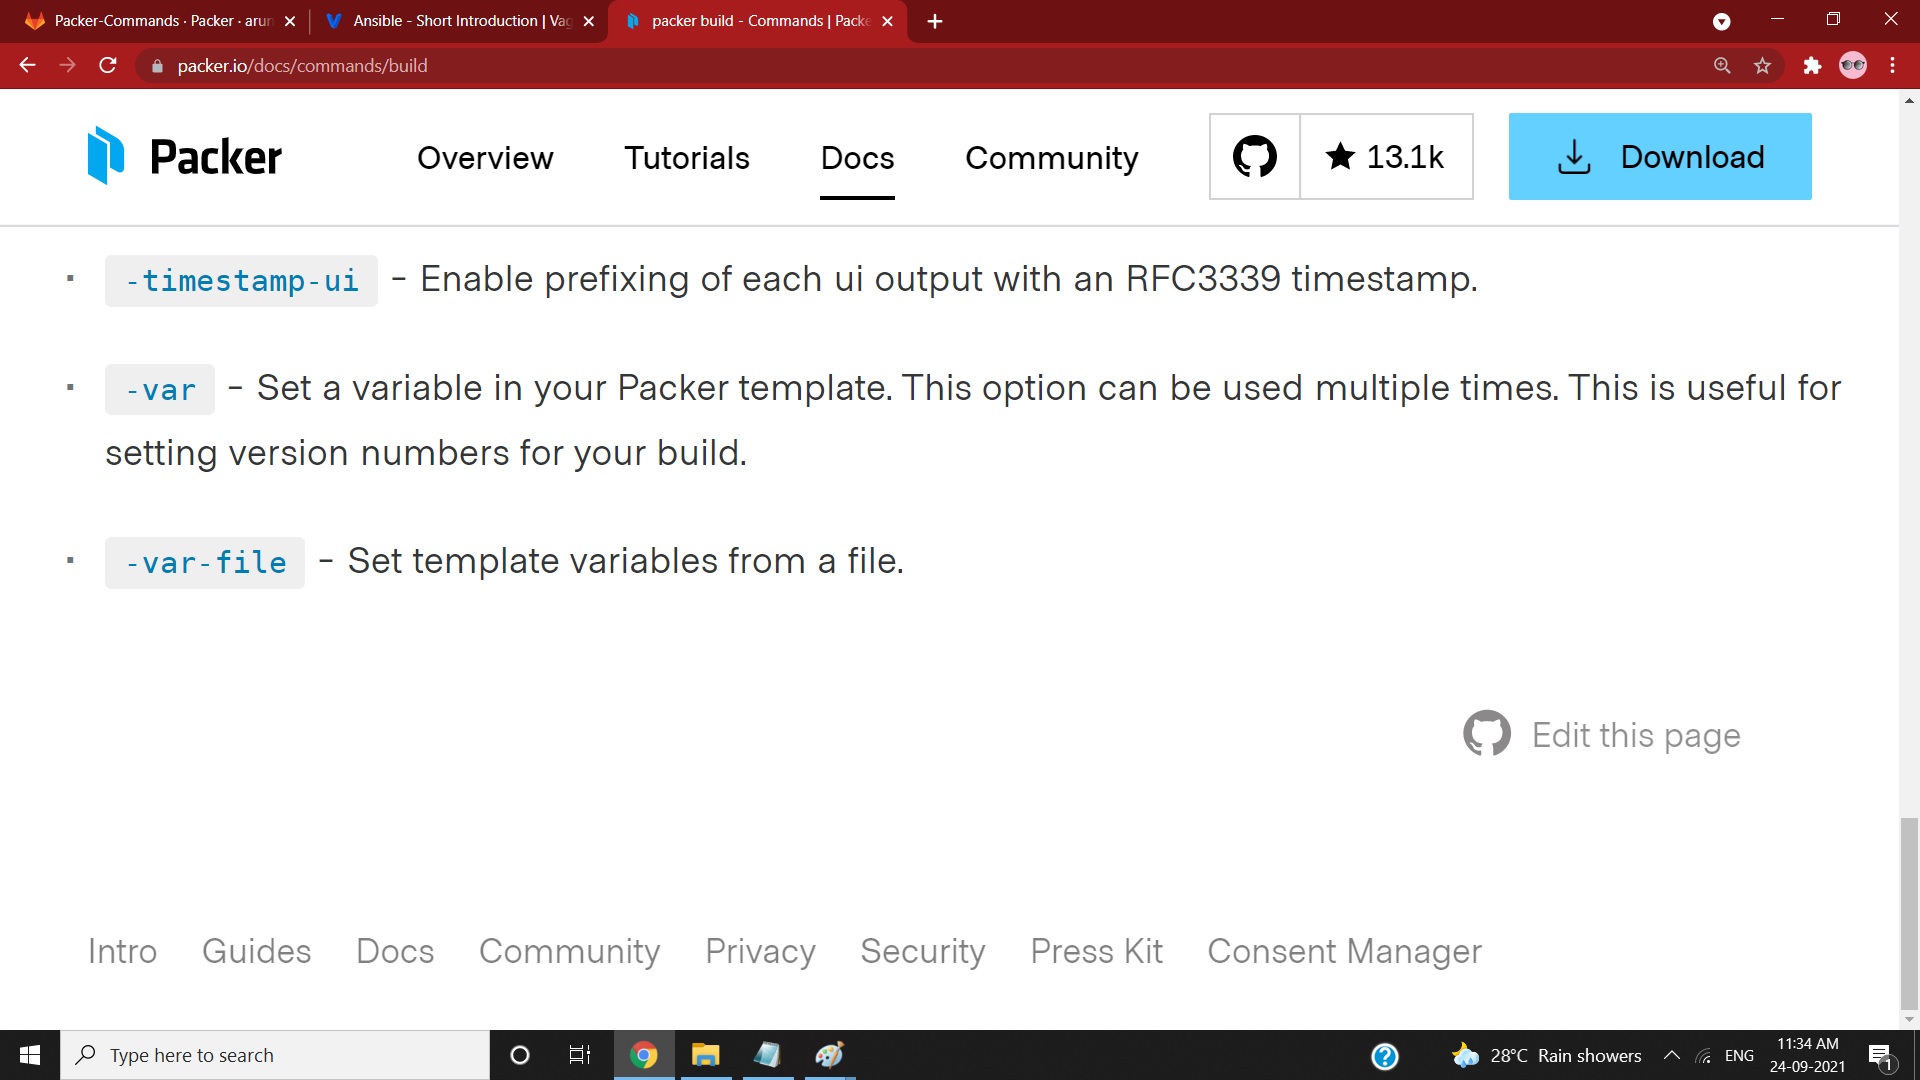 Packer-Commands · Packer · arun
Ansible - Short Introduction | Vag
packer build - Commands | Packe
packer.io/docs/commands/build
Packer
Overview
Tutorials
Docs
Community
13.1k
Download
-timestamp-ui – Enable prefixing of each ui output with an RFC3339 timestamp.
-var – Set a variable in your Packer template. This option can be used multiple times. This is useful for
setting version numbers for your build.
-var-file – Set template variables from a file.
Edit this page
Intro
Guides
Docs
Community
Privacy
Security
Press Kit
Consent Manager
Type here to search
28°C Rain showers
ENG
11:34 AM
24-09-2021
1